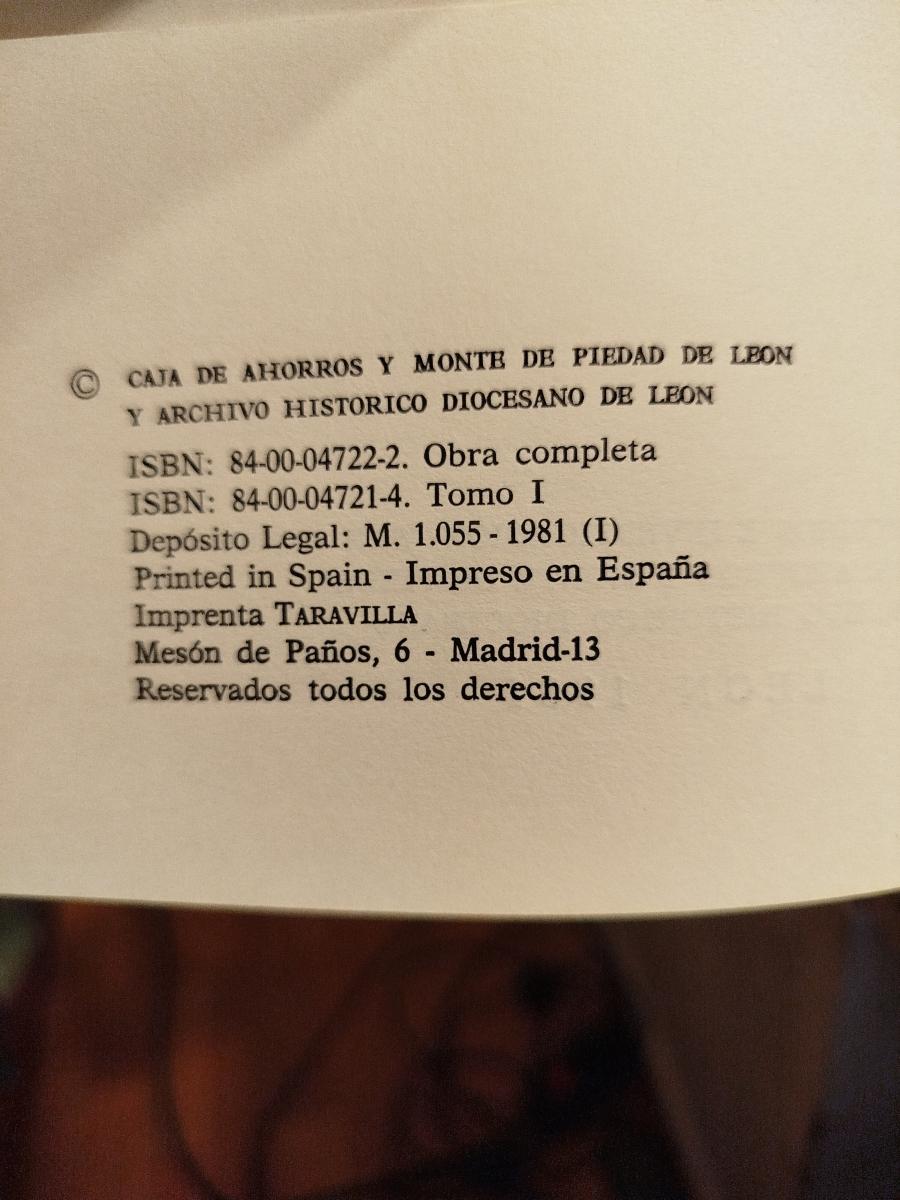 © CAJA DE AHORROS Y MONTE DE PIEDAD DE LEON
Y ARCHIVO HISTORICO DIOCESANO DE LEON
ISBN: 84-00-04722-2. Obra completa
ISBN: 84-00-04721-4. Tomo I
Depósito Legal: M. 1.055 - 1981 (I)
Printed in Spain - Impreso en España
Imprenta TARAVILLA
Mesón de Paños, 6 - Madrid-13
Reservados todos los derechos